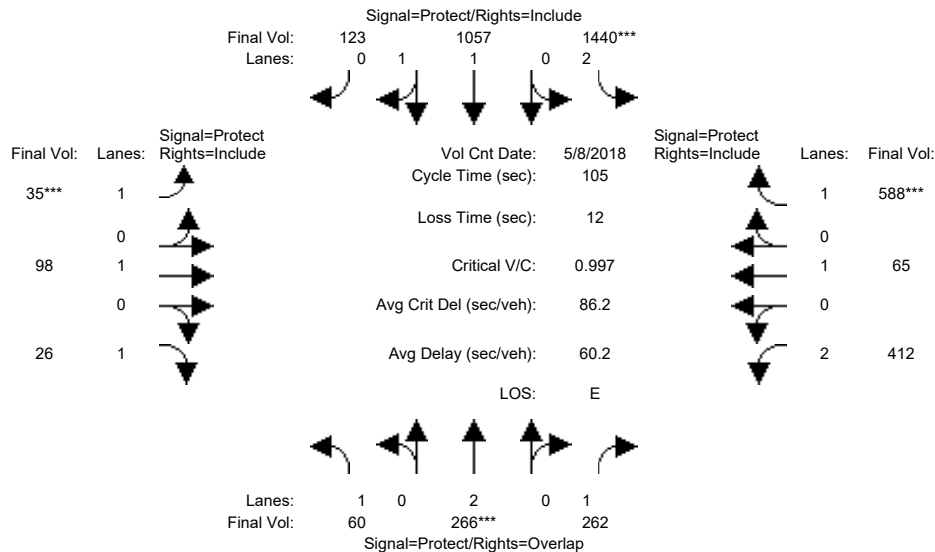 Signal=Protect/Rights=Include
Final Vol: 123 1057 1440***
Lanes: 0 1 1 0 2
Signal=Protect Signal=Protect
Final Vol: Lanes: Rights=Include Vol Cnt Date: 5/8/2018 Rights=Include Lanes: Final Vol:
Cycle Time (sec): 105
35*** 1 1 588***
Loss Time (sec): 12
0 0
98 1 Critical V/C: 0.997 1 65
0 Avg Crit Del (sec/veh): 86.2 0
26 1 Avg Delay (sec/veh): 60.2 2 412
LOS: E
Lanes: 1 0 2 0 1
Final Vol: 60 266*** 262
Signal=Protect/Rights=Overlap